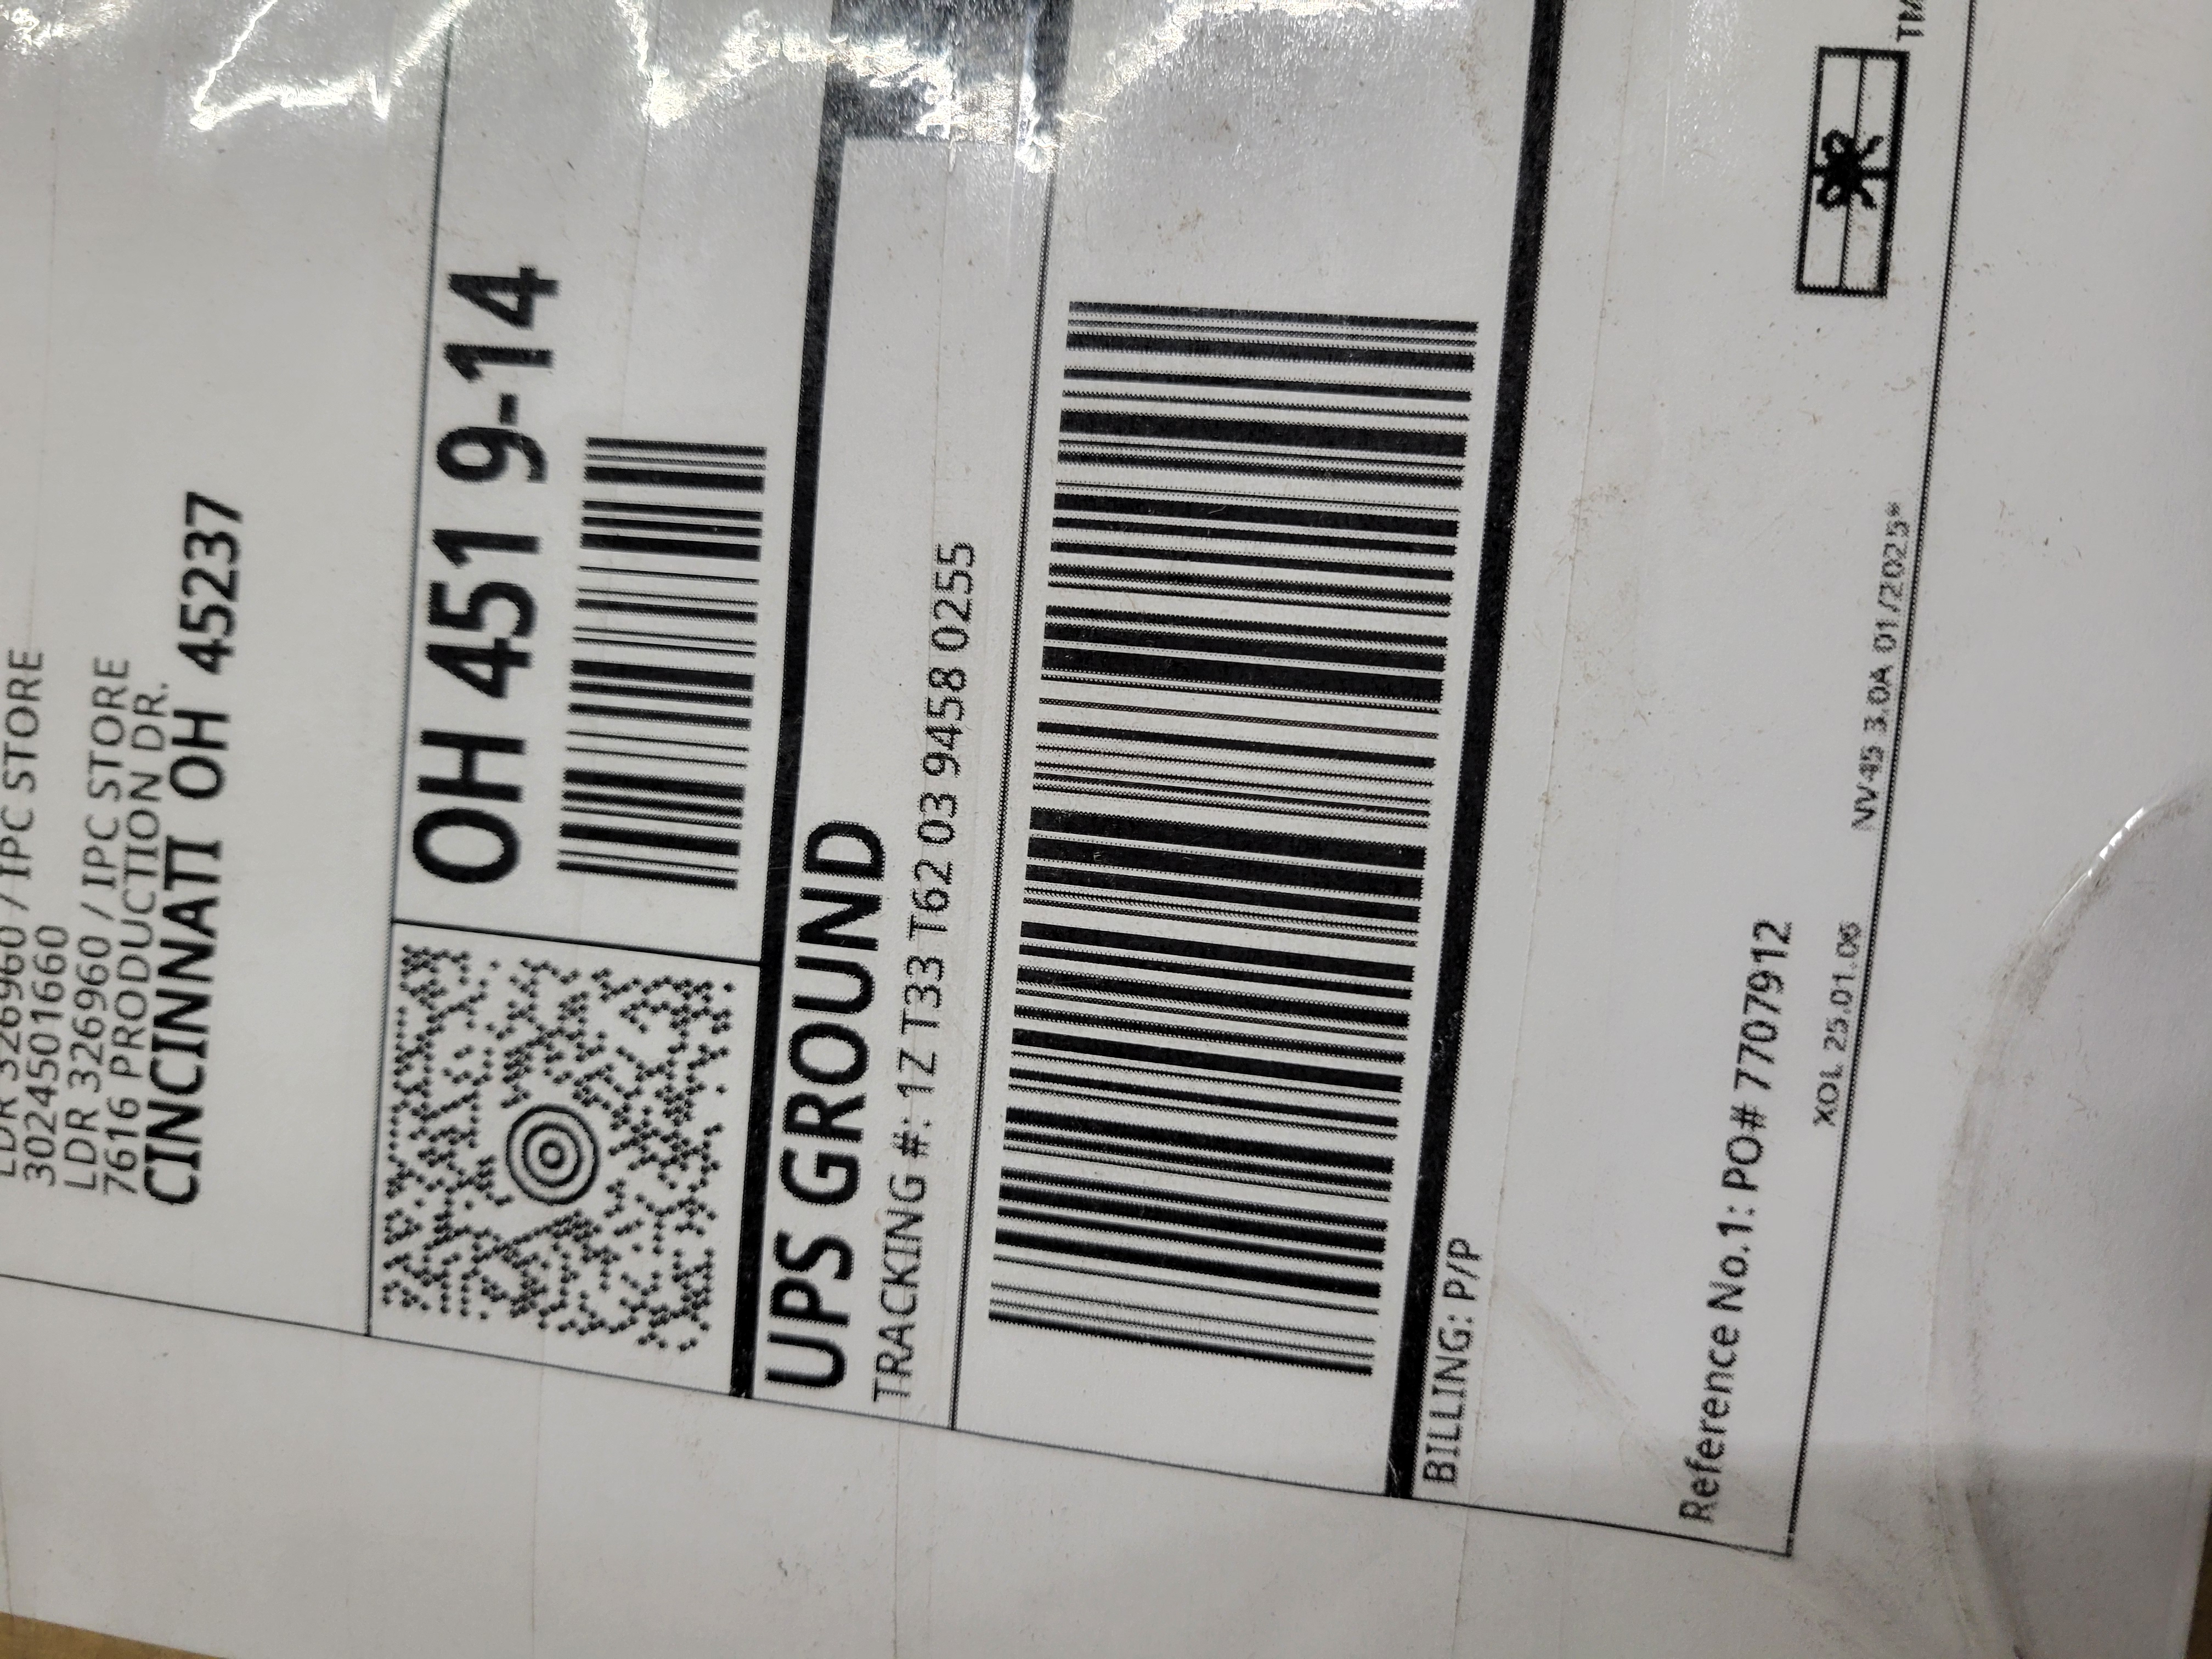 LDR 326960 / IPC STORE
3024501660
LDR 326960 / IPC STORE
7616 PRODUCTION DR.
CINCINNATI OH 45237
OH 451 9-14
UPS GROUND
TRACKING #: 1Z T33 T62 03 9458 0255
BILLING: P/P
Reference No.1: PO# 7707912
XOL 25.01.06 NV45 3.0A 01/2025*
TM